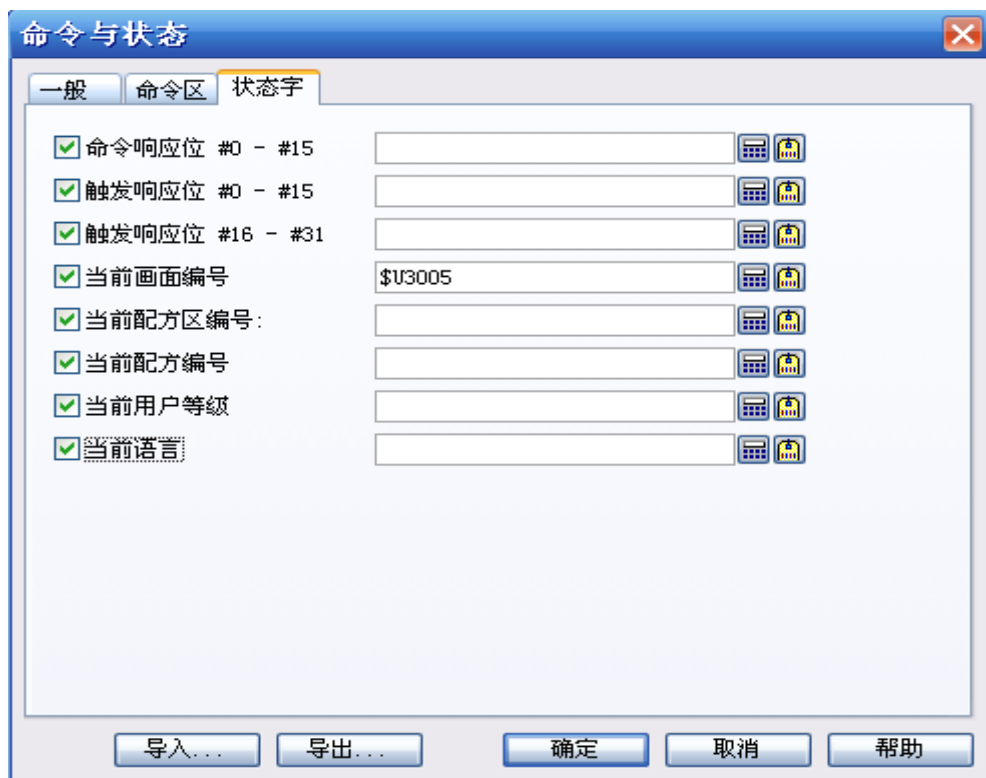 命令与状态
一般 命令区 状态字
命令响应位 #0 - #15
触发响应位 #0 - #15
触发响应位 #16 - #31
当前画面编号 $U3005
当前配方区编号:
当前配方编号
当前用户等级
当前语言
导入... 导出... 确定 取消 帮助